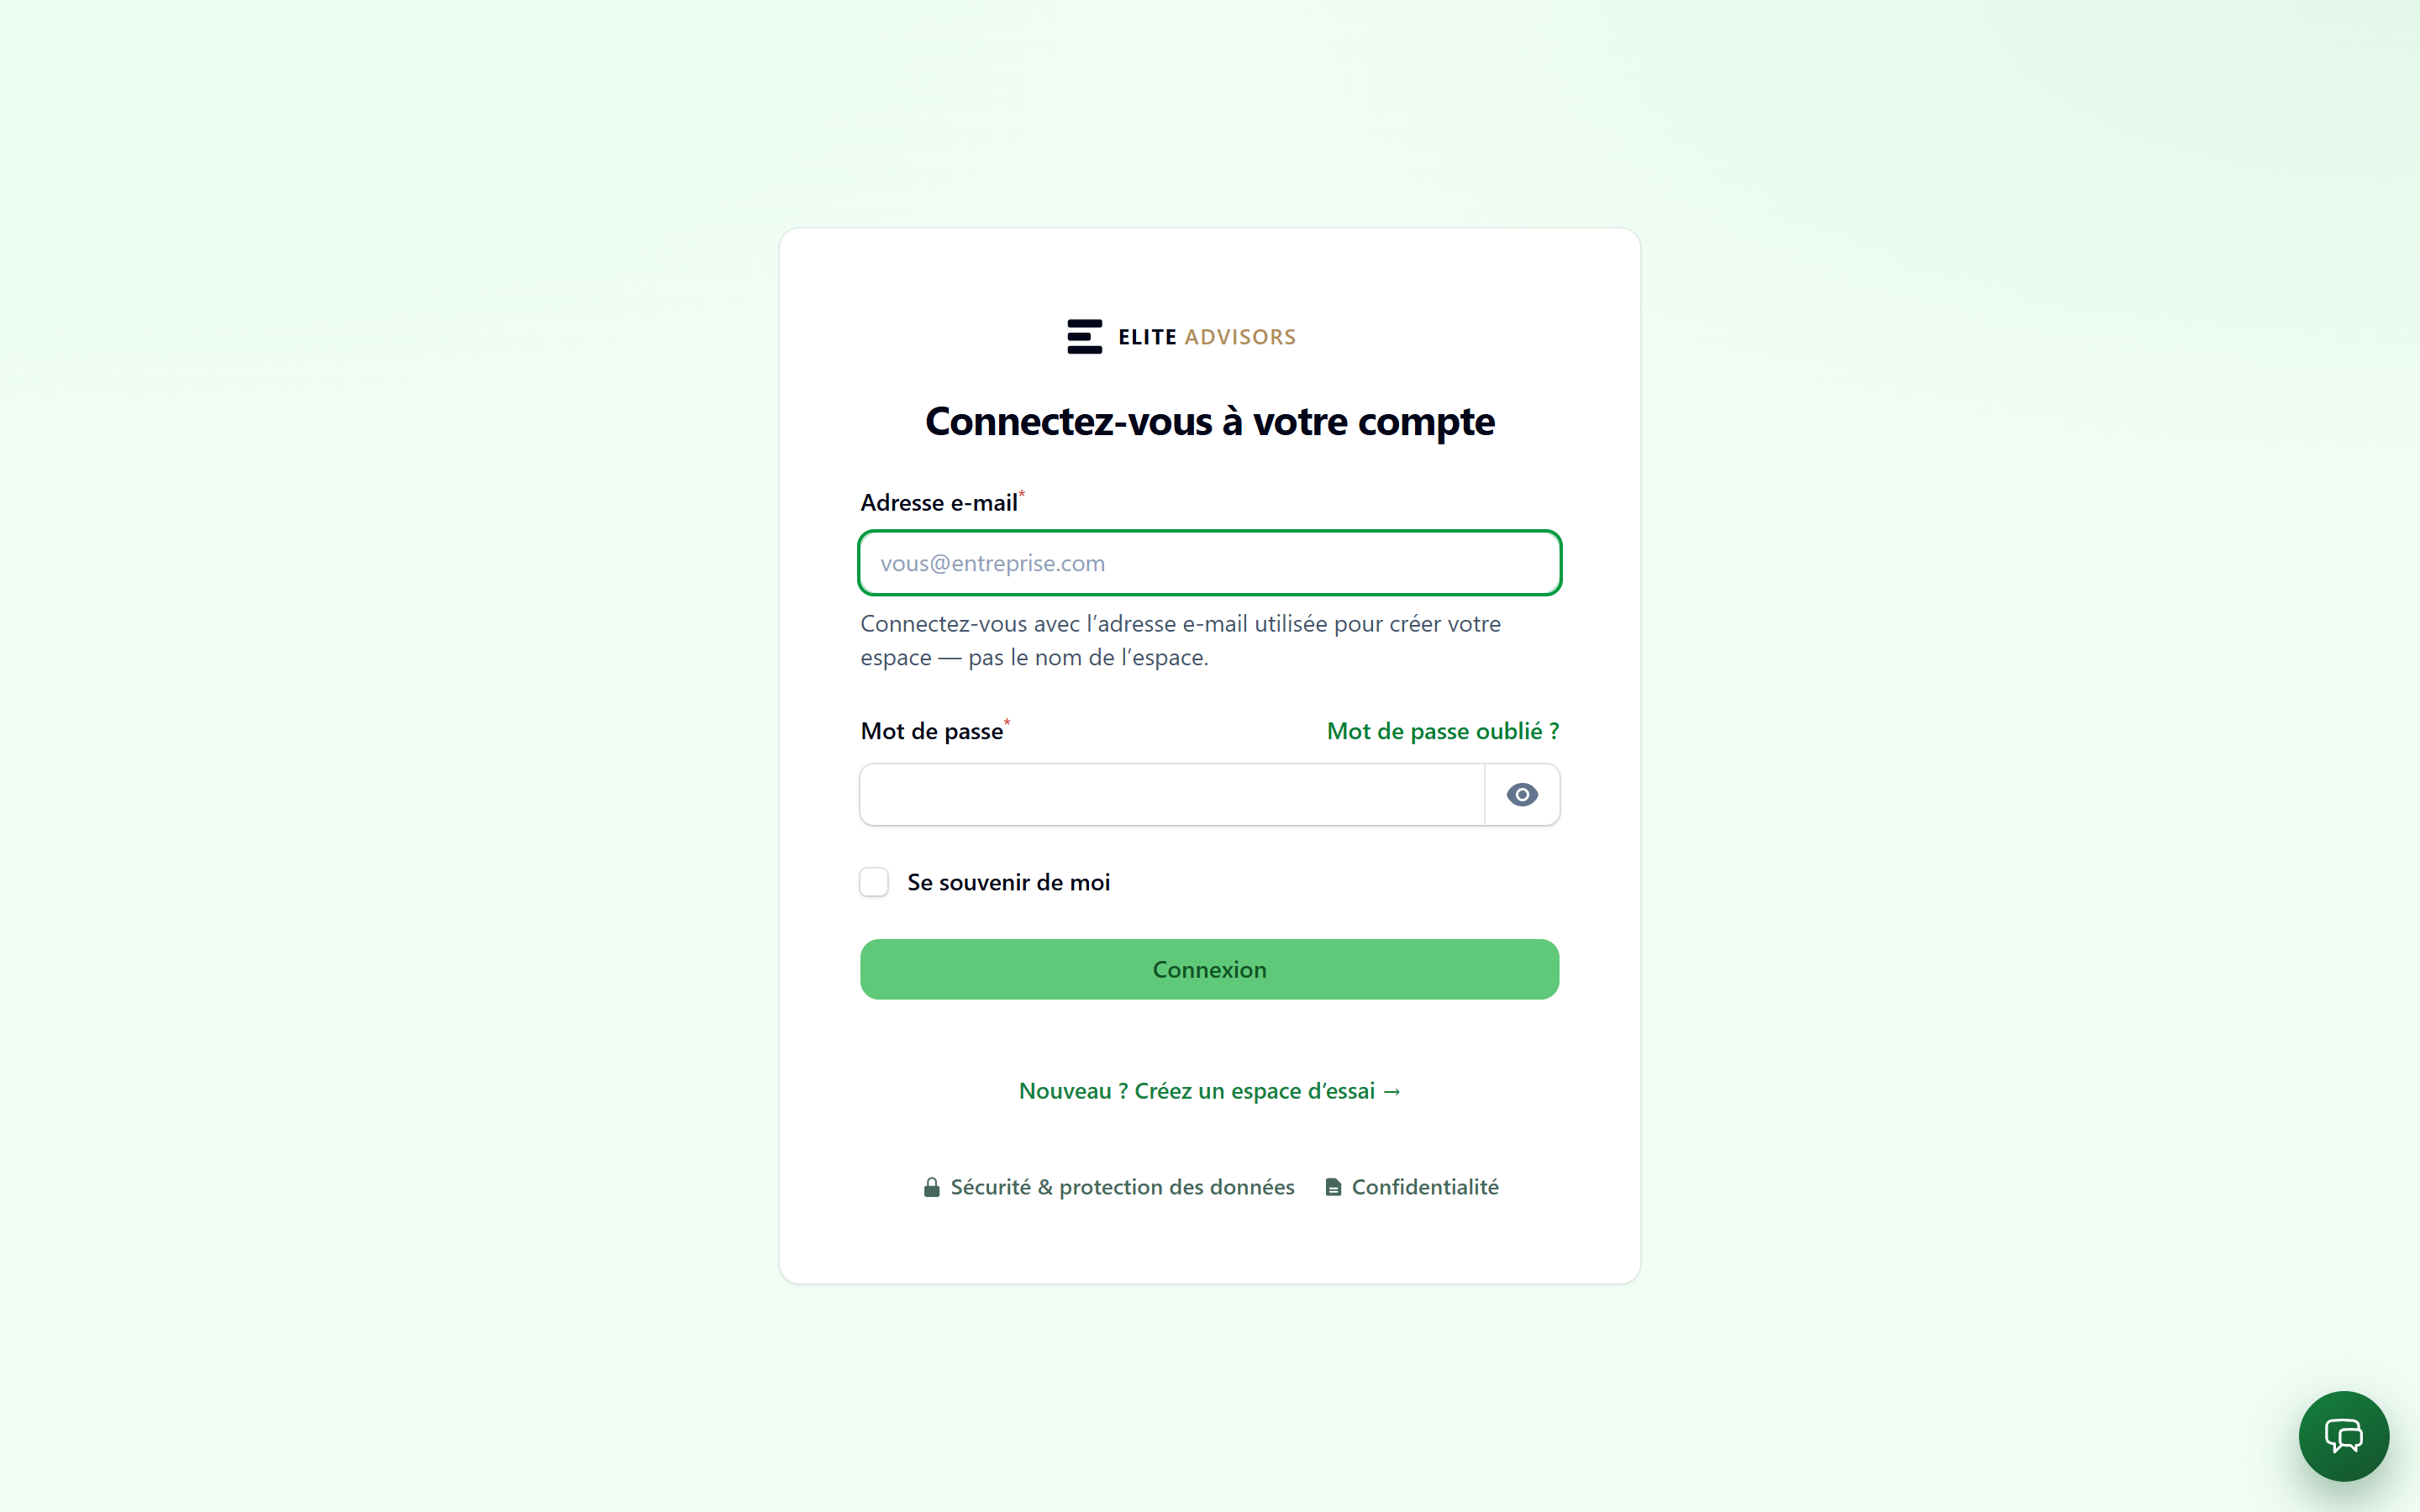 ELITE ADVISORS
Connectez-vous à votre compte
Adresse e-mail*
vous@entreprise.com
Connectez-vous avec l’adresse e-mail utilisée pour créer votre
espace — pas le nom de l’espace.
Mot de passe* Mot de passe oublié ?
Se souvenir de moi
Connexion
Nouveau ? Créez un espace d’essai →
Sécurité & protection des données Confidentialité